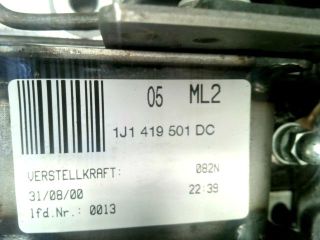 05 ML2
1J1 419 501 DC
VERSTELLKRAFT: 082N
31/08/00 22:39
lfd.Nr.: 0013